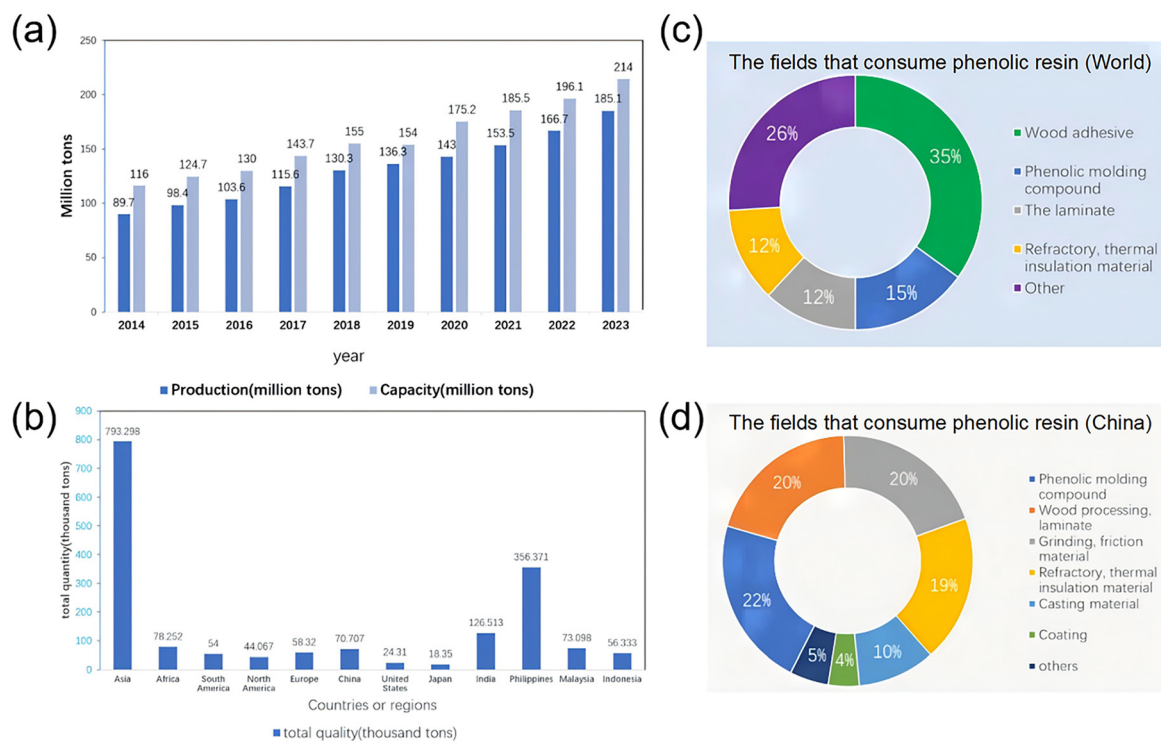 (a)
250
200
150
100
50
0
Million tons
89.7 116
98.4 124.7
103.6 130
115.6 143.7
130.3 155
136.3 154
143 175.2
153.5 185.5
166.7 196.1
185.1 214
2014 2015 2016 2017 2018 2019 2020 2021 2022 2023
year
Production(million tons) Capacity(million tons)
(b)
900
800
700
600
500
400
300
200
100
0
total quantity(thousand tons)
793.298
78.252
54
44.067
58.32
70.707
24.31
18.35
126.513
356.371
73.098
56.333
Asia
Africa
South
America
North
America
Europe
China
United
States
Japan
India
Philippines
Malaysia
Indonesia
Countries or regions
total quality(thousand tons)
(c)
The fields that consume phenolic resin (World)
26%
35%
12%
12%
15%
Wood adhesive
Phenolic molding
compound
The laminate
Refractory, thermal
insulation material
Other
(d)
The fields that consume phenolic resin (China)
20%
20%
22%
19%
5%
4%
10%
Phenolic molding
compound
Wood processing,
laminate
Grinding, friction
material
Refractory, thermal
insulation material
Casting material
Coating
others